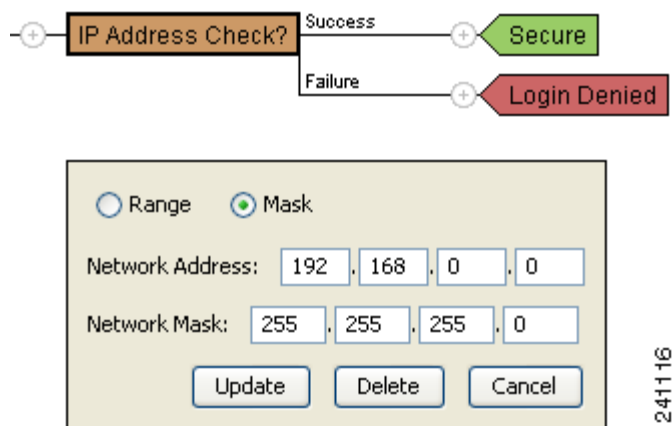 IP Address Check?
Success
Secure
Failure
Login Denied
Range Mask
Network Address: 192 . 168 . 0 . 0
Network Mask: 255 . 255 . 255 . 0
Update Delete Cancel
241116